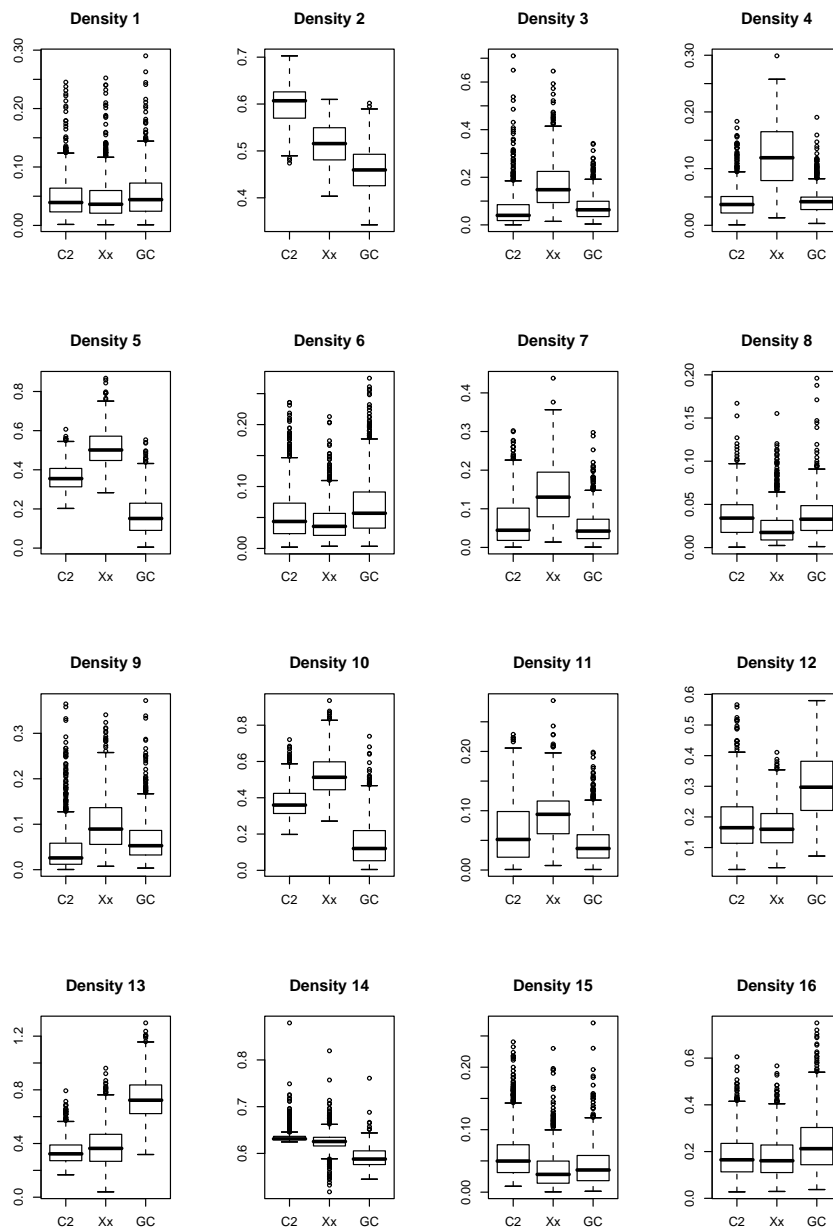 Density 1
Density 2
Density 3
Density 4
0.00 0.10 0.20 0.30
0.4 0.5 0.6 0.7
0.0 0.2 0.4 0.6
0.00 0.10 0.20 0.30
C2 Xx GC
C2 Xx GC
C2 Xx GC
C2 Xx GC
Density 5
Density 6
Density 7
Density 8
0.0 0.2 0.4 0.6 0.8
0.00 0.10 0.20
0.0 0.1 0.2 0.3 0.4
0.00 0.05 0.10 0.15 0.20
C2 Xx GC
C2 Xx GC
C2 Xx GC
C2 Xx GC
Density 9
Density 10
Density 11
Density 12
0.0 0.1 0.2 0.3
0.0 0.2 0.4 0.6 0.8
0.00 0.10 0.20
0.1 0.2 0.3 0.4 0.5 0.6
C2 Xx GC
C2 Xx GC
C2 Xx GC
C2 Xx GC
Density 13
Density 14
Density 15
Density 16
0.0 0.4 0.8 1.2
0.6 0.7 0.8
0.00 0.10 0.20
0.0 0.2 0.4 0.6
C2 Xx GC
C2 Xx GC
C2 Xx GC
C2 Xx GC